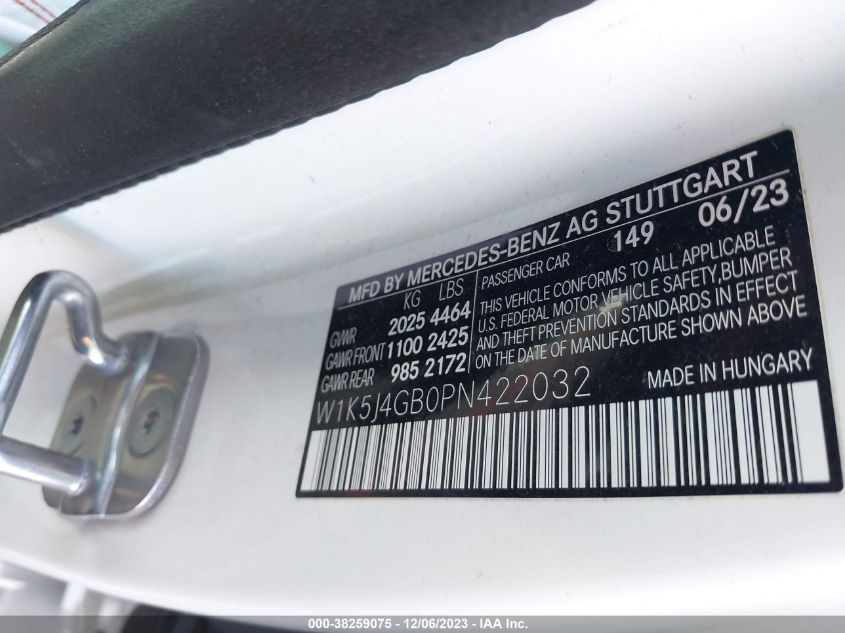 MFD BY MERCEDES-BENZ AG STUTTGART
KG LBS
GVWR 2025 4464
GAWR FRONT 1100 2425
GAWR REAR 985 2172
PASSENGER CAR 149 06/23
THIS VEHICLE CONFORMS TO ALL APPLICABLE
U.S. FEDERAL MOTOR VEHICLE SAFETY, BUMPER
AND THEFT PREVENTION STANDARDS IN EFFECT
ON THE DATE OF MANUFACTURE SHOWN ABOVE
W1K5J4GB0PN422032
MADE IN HUNGARY
000-38259075 - 12/06/2023 - IAA Inc.